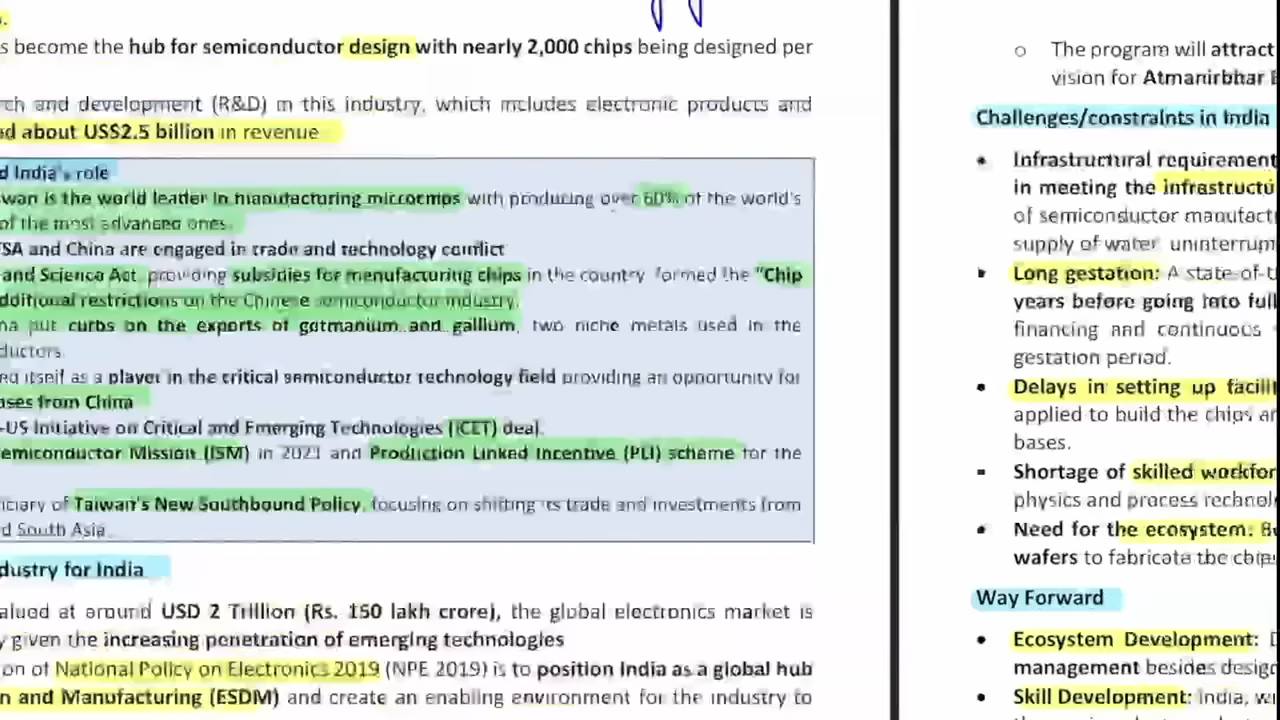 s become the hub for semiconductor design with nearly 2,000 chips being designed per
ch and development (R&D) in this industry, which includes electronic products and
d about US$2.5 billion in revenue
d India's role
wan is the world leader in manufacturing microchips with producing over 60% of the world's
of the most advanced ones.
SA and China are engaged in trade and technology conflict
and Science Act, providing subsidies for manufacturing chips in the country, formed the "Chip
dditional restrictions on the Chinese semiconductor industry.
na put curbs on the exports of germanium and gallium, two niche metals used in the
ductors.
ed itself as a player in the critical semiconductor technology field providing an opportunity for
ases from China
-US Initiative on Critical and Emerging Technologies (iCET) deal.
emiconductor Mission (ISM) in 2021 and Production Linked Incentive (PLI) scheme for the
ciary of Taiwan's New Southbound Policy, focusing on shifting its trade and investments from
d South Asia.
dustry for India
alued at around USD 2 Trillion (Rs. 150 lakh crore), the global electronics market is
y given the increasing penetration of emerging technologies
ion of National Policy on Electronics 2019 (NPE 2019) is to position India as a global hub
n and Manufacturing (ESDM) and create an enabling environment for the industry to
The program will attract
vision for Atmanirbhar
Challenges/constraints in India
Infrastructural requirement
in meeting the infrastructu
of semiconductor manufact
supply of water, uninterrup
Long gestation: A state-of-t
years before going into full
financing and continuous
gestation period.
Delays in setting up facili
applied to build the chips ar
bases.
Shortage of skilled workfor
physics and process technol
Need for the ecosystem: Bu
wafers to fabricate the chip
Way Forward
Ecosystem Development:
management besides desig
Skill Development: India, w